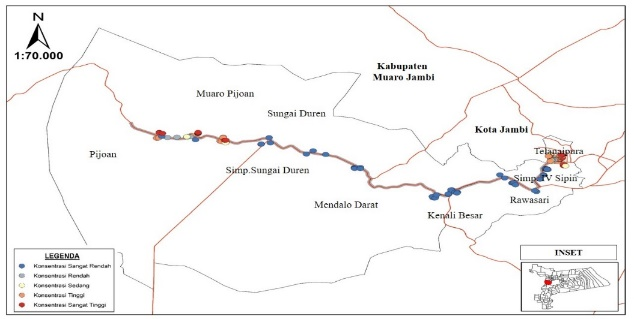 N
1:70.000
Kabupaten
Muaro Jambi
Muaro Pijoan
Sungai Duren
Kota Jambi
Pijoan
Telanaipura
Simp.Sungai Duren
Simp.IV Sipin
Mendalo Darat
Rawasari
Kenali Besar
LEGENDA
Konsentrasi Sangat Rendah
Konsentrasi Rendah
Konsentrasi Sedang
Konsentrasi Tinggi
Konsentrasi Sangat Tinggi
INSET